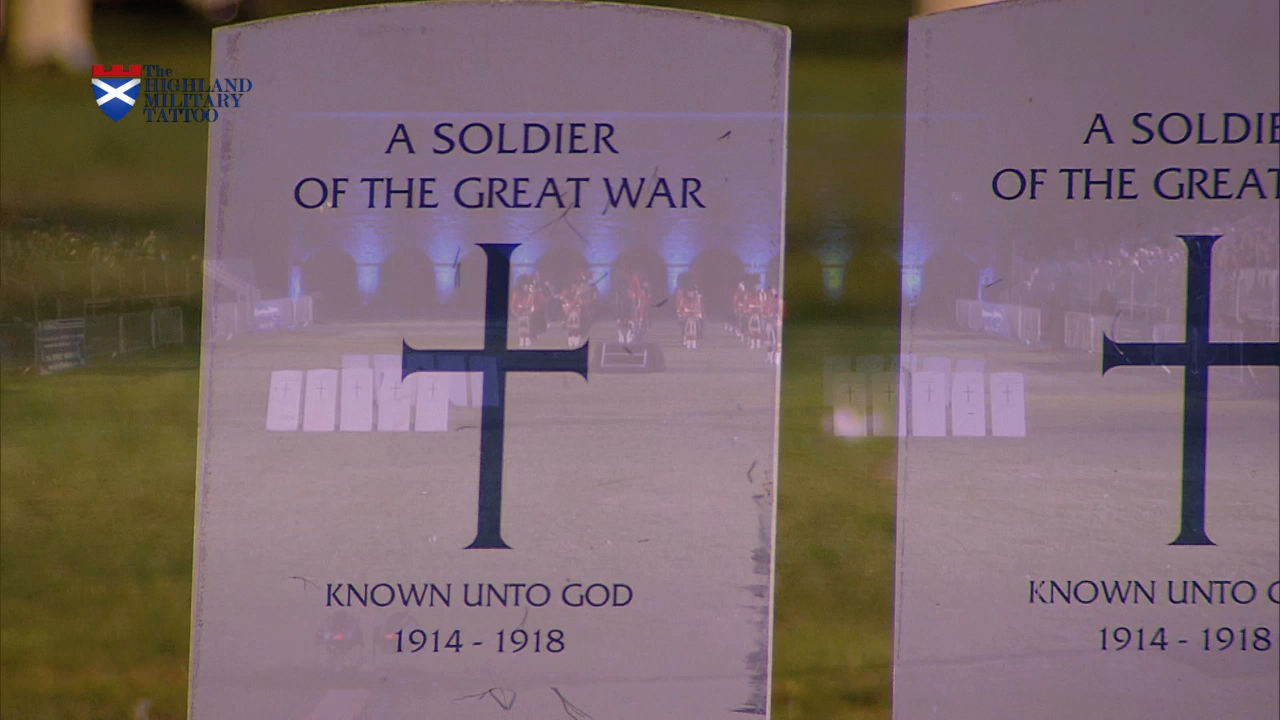 The
HIGHLAND
MILITARY
TATTOO
A SOLDIER
OF THE GREAT WAR
KNOWN UNTO GOD
1914 - 1918
A SOLDIE
OF THE GREAT
KNOWN UNTO G
1914 - 1918